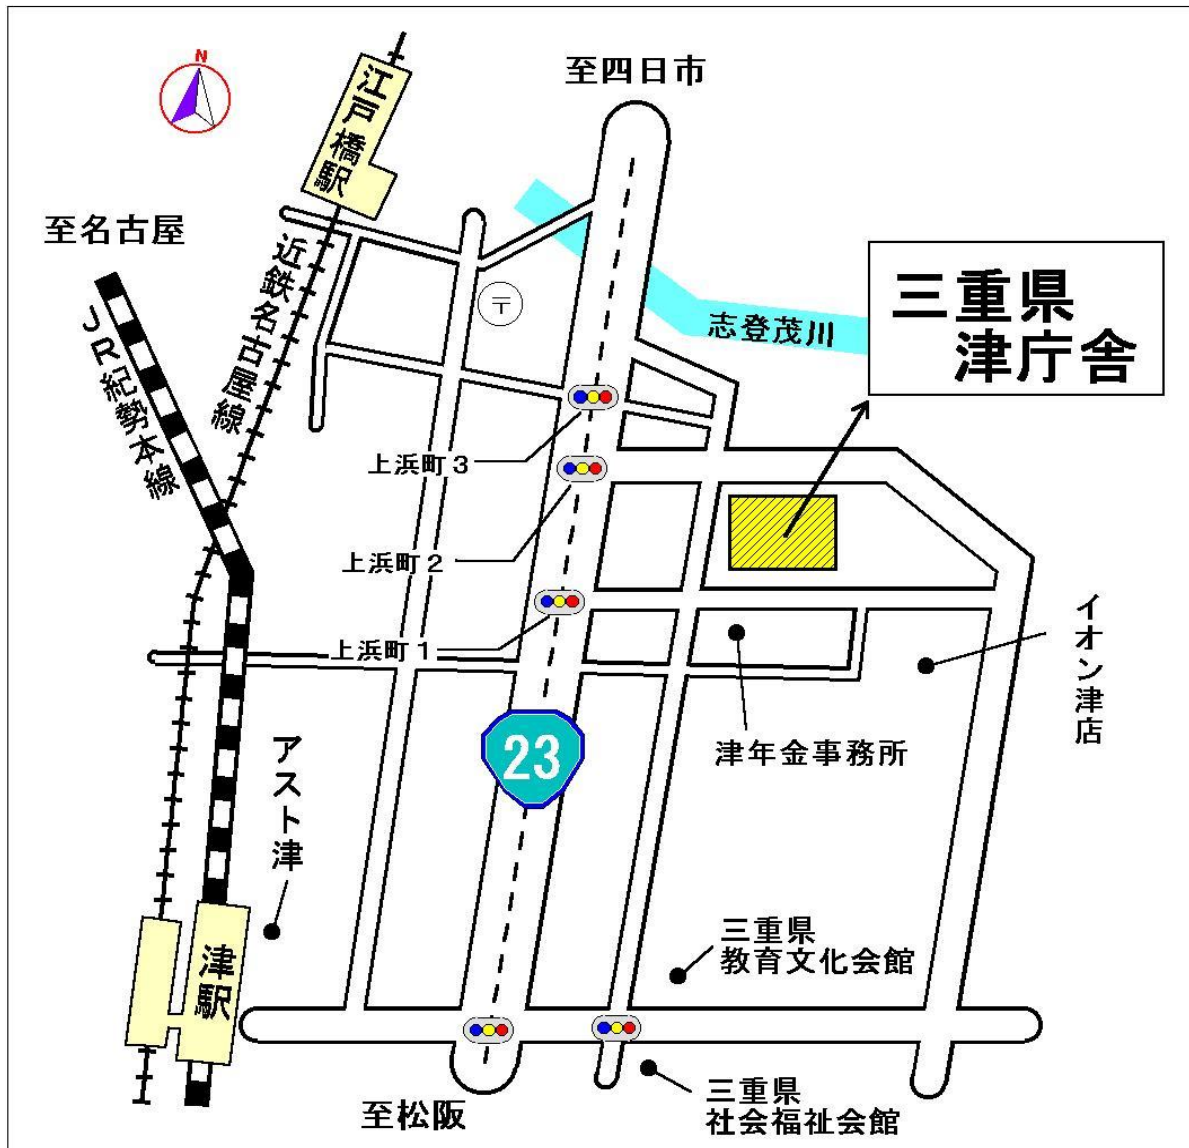 N
江戸橋駅
至四日市
至名古屋
近鉄名古屋線
JR紀勢本線
〒
志登茂川
三重県
津庁舎
上浜町3
上浜町2
上浜町1
イオン津店
津年金事務所
23
アスト津
三重県
教育文化会館
津駅
至松阪
三重県
社会福祉会館